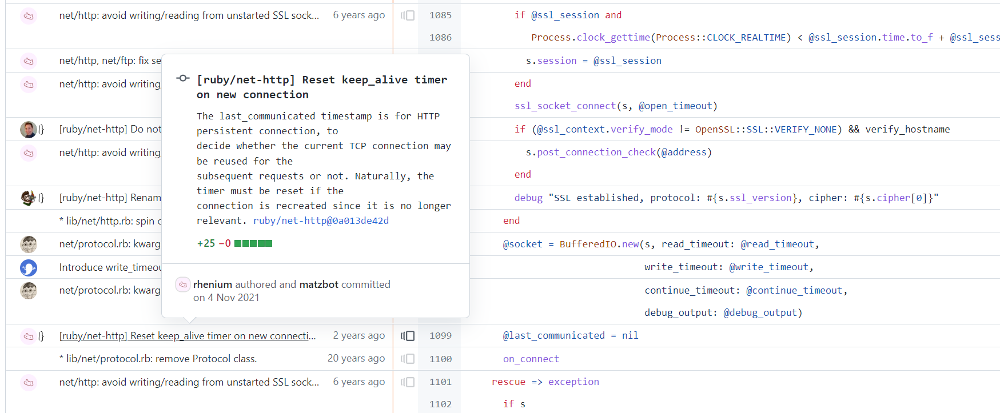 net/http: avoid writing/reading from unstarted SSL sock... 6 years ago 1085 if @ssl_session and
1086 Process.clock_gettime(Process::CLOCK_REALTIME) < @ssl_session.time.to_f + @ssl_sess
net/http, net/ftp: fix se s.session = @ssl_session
net/http: avoid writing/ end
ssl_socket_connect(s, @open_timeout)
[ruby/net-http] Do not if (@ssl_context.verify_mode != OpenSSL::SSL::VERIFY_NONE) && verify_hostname
net/http: avoid writing/ s.post_connection_check(@address)
end
[ruby/net-http] Renam debug "SSL established, protocol: #{s.ssl_version}, cipher: #{s.cipher[0]}"
* lib/net/http.rb: spin end
net/protocol.rb: kwarg @socket = BufferedIO.new(s, read_timeout: @read_timeout,
Introduce write_timeou write_timeout: @write_timeout,
net/protocol.rb: kwarg continue_timeout: @continue_timeout,
debug_output: @debug_output)
[ruby/net-http] Reset keep_alive timer
on new connection
The last_communicated timestamp is for HTTP
persistent connection, to
decide whether the current TCP connection may
be reused for the
subsequent requests or not. Naturally, the
timer must be reset if the
connection is recreated since it is no longer
relevant. ruby/net-http@0a013de42d
+25 −0
rhenium authored and matzbot committed
on 4 Nov 2021
[ruby/net-http] Reset keep_alive timer on new connecti... 2 years ago 1099 @last_communicated = nil
* lib/net/protocol.rb: remove Protocol class. 20 years ago 1100 on_connect
net/http: avoid writing/reading from unstarted SSL sock... 6 years ago 1101 rescue => exception
1102 if s